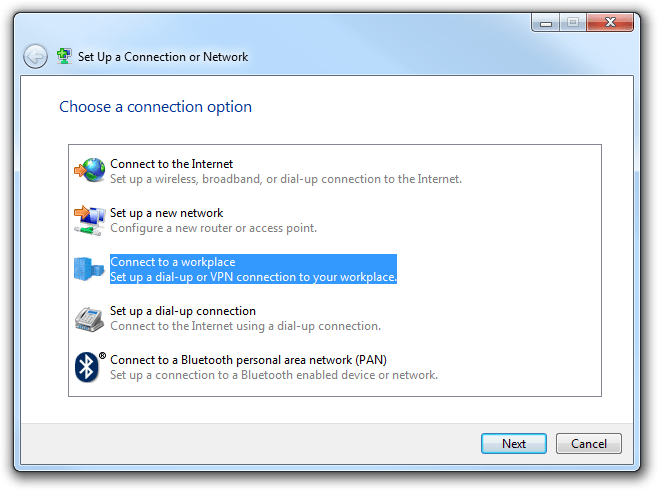 Set Up a Connection or Network
Choose a connection option
Connect to the Internet
Set up a wireless, broadband, or dial-up connection to the Internet.
Set up a new network
Configure a new router or access point.
Connect to a workplace
Set up a dial-up or VPN connection to your workplace.
Set up a dial-up connection
Connect to the Internet using a dial-up connection.
® Connect to a Bluetooth personal area network (PAN)
Set up a connection to a Bluetooth enabled device or network.
Next Cancel